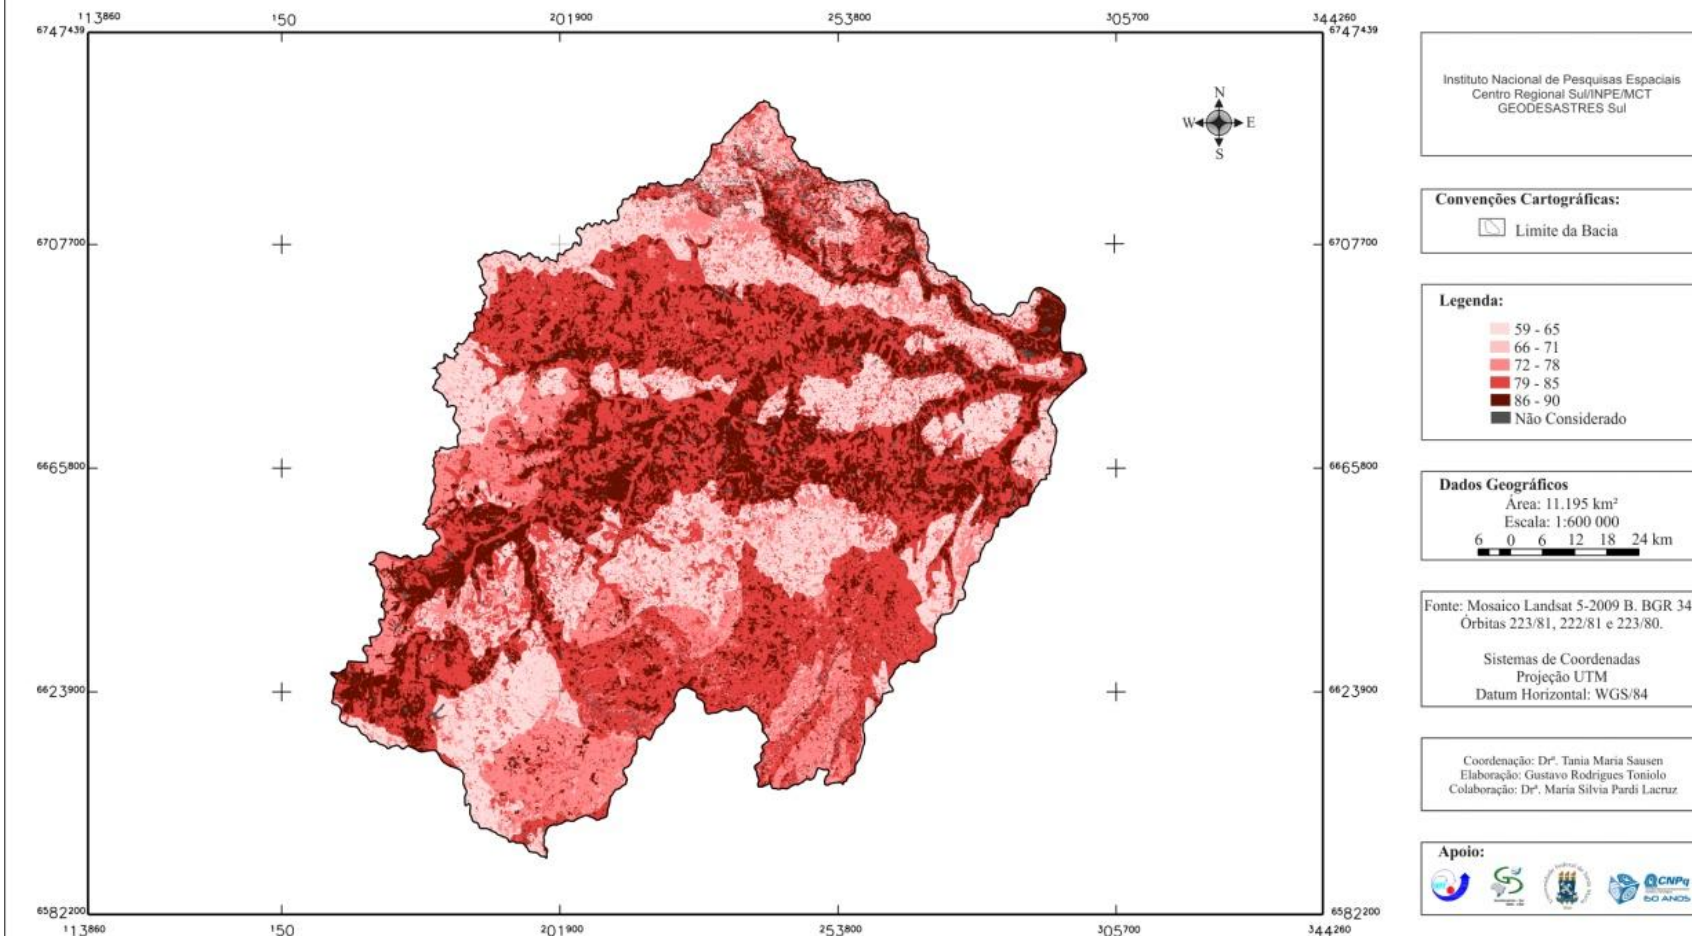 113860 150 201900 253800 305700 344260
6747439 6747439
N
W E
S
6707700 6707700
6665800 6665800
6623900 6623900
6582200 6582200
113860 150 201900 253800 305700 344260
Instituto Nacional de Pesquisas Espaciais
Centro Regional Sul/INPE/MCT
GEODESASTRES Sul
Convenções Cartográficas:
Limite da Bacia
Legenda:
59 - 65
66 - 71
72 - 78
79 - 85
86 - 90
Não Considerado
Dados Geográficos
Área: 11.195 km²
Escala: 1:600 000
6 0 6 12 18 24 km
Fonte: Mosaico Landsat 5-2009 B. BGR 34
Órbitas 223/81, 222/81 e 223/80.
Sistemas de Coordenadas
Projeção UTM
Datum Horizontal: WGS/84
Coordenação: Drª. Tania Maria Sausen
Elaboração: Gustavo Rodrigues Toniolo
Colaboração: Drª. María Silvia Pardi Lacruz
Apoio:
CNPq
60 ANOS